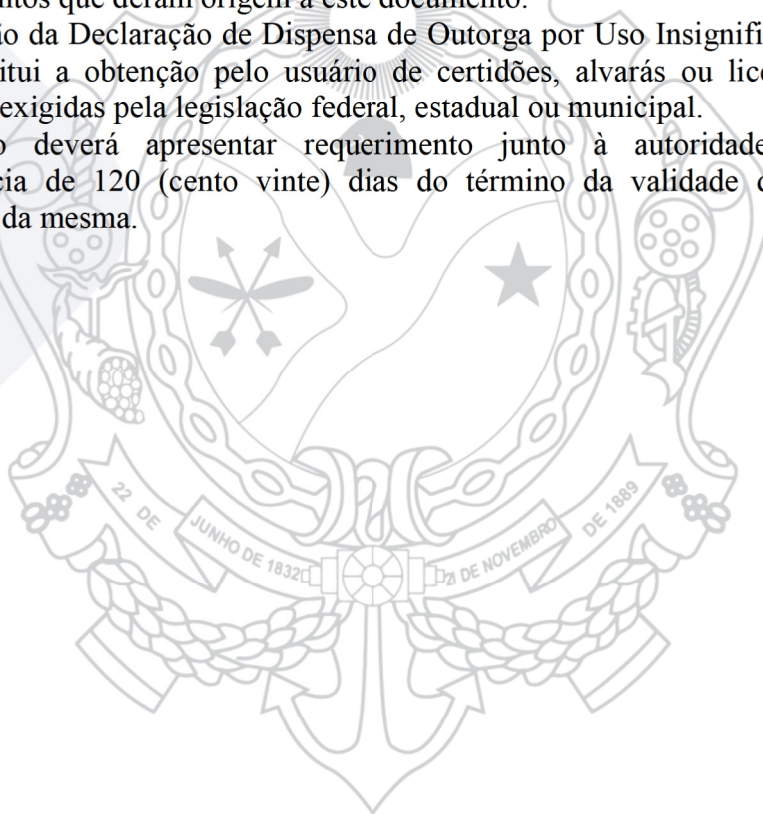 ntos que deram origem a este documento.
ão da Declaração de Dispensa de Outorga por Uso Insignifi
itui a obtenção pelo usuário de certidões, alvarás ou lice
exigidas pela legislação federal, estadual ou municipal.
o deverá apresentar requerimento junto à autoridade
cia de 120 (cento vinte) dias do término da validade
da mesma.
22 DE JUNHO DE 1832
21 DE NOVEMBRO DE 1889